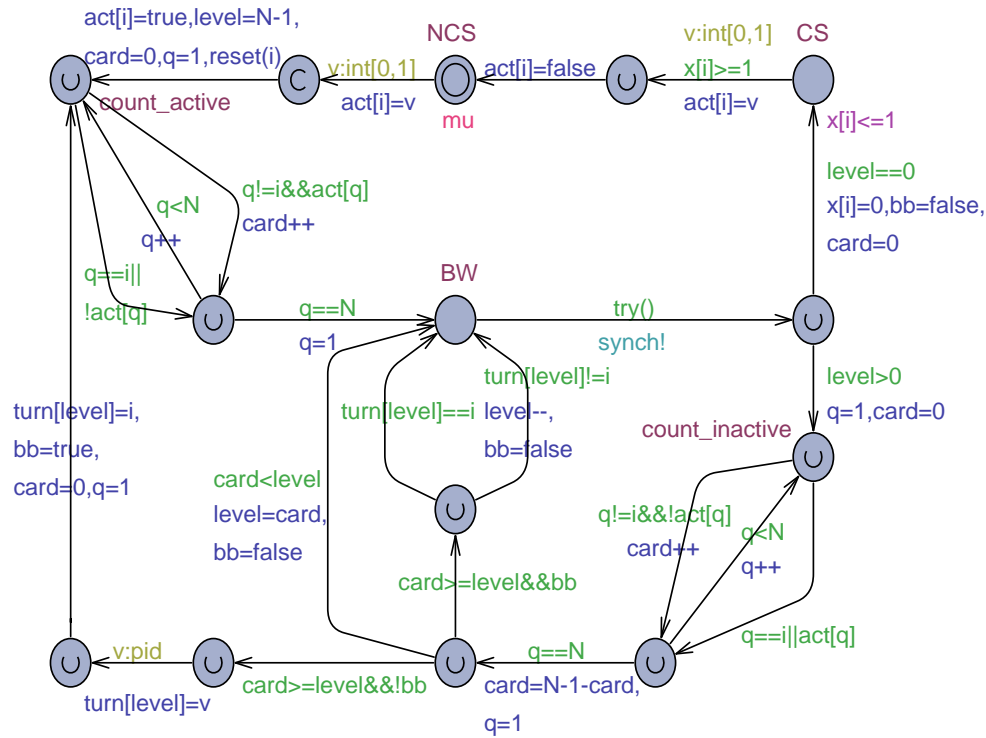 act[i]=true,level=N-1,
card=0,q=1,reset(i)
count_active
v:int[0,1]
act[i]=v
NCS
mu
act[i]=false
v:int[0,1]
x[i]>=1
act[i]=v
CS
x[i]<=1
level==0
x[i]=0,bb=false,
card=0
q!=i&&act[q]
card++
q<N
q++
q==i||
!act[q]
q==N
q=1
BW
try()
synch!
level>0
q=1,card=0
count_inactive
turn[level]!=i
level--,
bb=false
turn[level]==i
turn[level]=i,
bb=true,
card=0,q=1
card<level
level=card,
bb=false
q!=i&&!act[q]
card++
q<N
q++
card>=level&&bb
q==i||act[q]
v:pid
turn[level]=v
card>=level&&!bb
q==N
card=N-1-card,
q=1